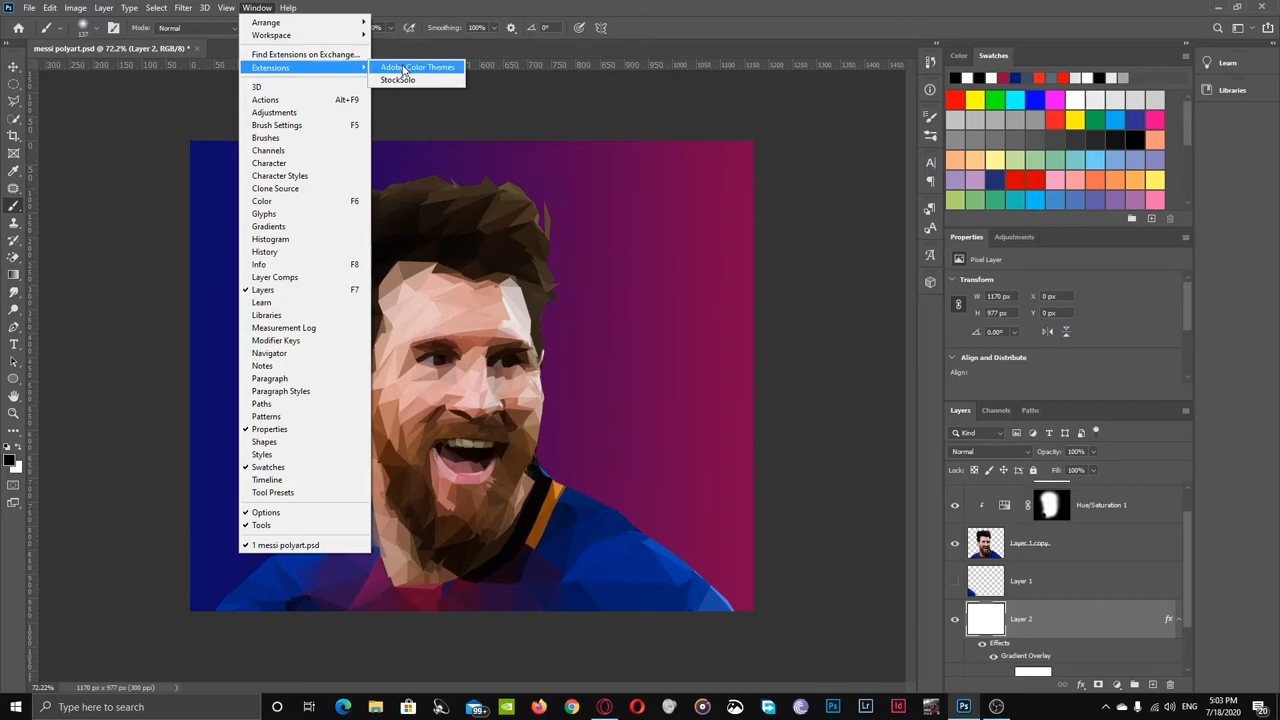 File Edit Image Layer Type Select Filter 3D View Window Help
137 Mode: Normal Smoothing: 100% 0°
messi polyart.psd @ 72.2% (Layer 2, RGB/8) * ×
Arrange
Workspace
Find Extensions on Exchange...
Extensions
Adobe Color Themes
StockSolo
3D
Actions Alt+F9
Adjustments
Brush Settings F5
Brushes
Channels
Character
Character Styles
Clone Source
Color F6
Glyphs
Gradients
Histogram
History
Info F8
Layer Comps
Layers F7
Learn
Libraries
Measurement Log
Modifier Keys
Navigator
Notes
Paragraph
Paragraph Styles
Paths
Patterns
Properties
Shapes
Styles
Swatches
Timeline
Tool Presets
Options
Tools
1 messi polyart.psd
Color Swatches
Learn
Libraries
Properties Adjustments
Pixel Layer
Transform
W 1170 px X 0 px
H 977 px Y 0 px
0.00°
Align and Distribute
Align:
Layers Channels Paths
Kind
Normal Opacity: 100%
Lock: Fill: 100%
Hue/Saturation 1
Layer 1 copy
Layer 1
Layer 2 fx
Effects
Gradient Overlay
72.22% 1170 px x 977 px (300 ppi)
Type here to search
99+
5:03 PM
7/18/2020